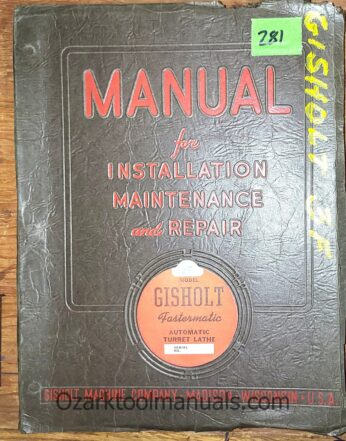 281
GISHOLT 3F
MANUAL
for
INSTALLATION
MAINTENANCE
and REPAIR
MODEL
GISHOLT
Fastermatic
AUTOMATIC
TURRET LATHE
SERIAL
NO.
GISHOLT MACHINE COMPANY · MADISON, WISCONSIN · U.S.A.
Ozarktoolmanuals.com